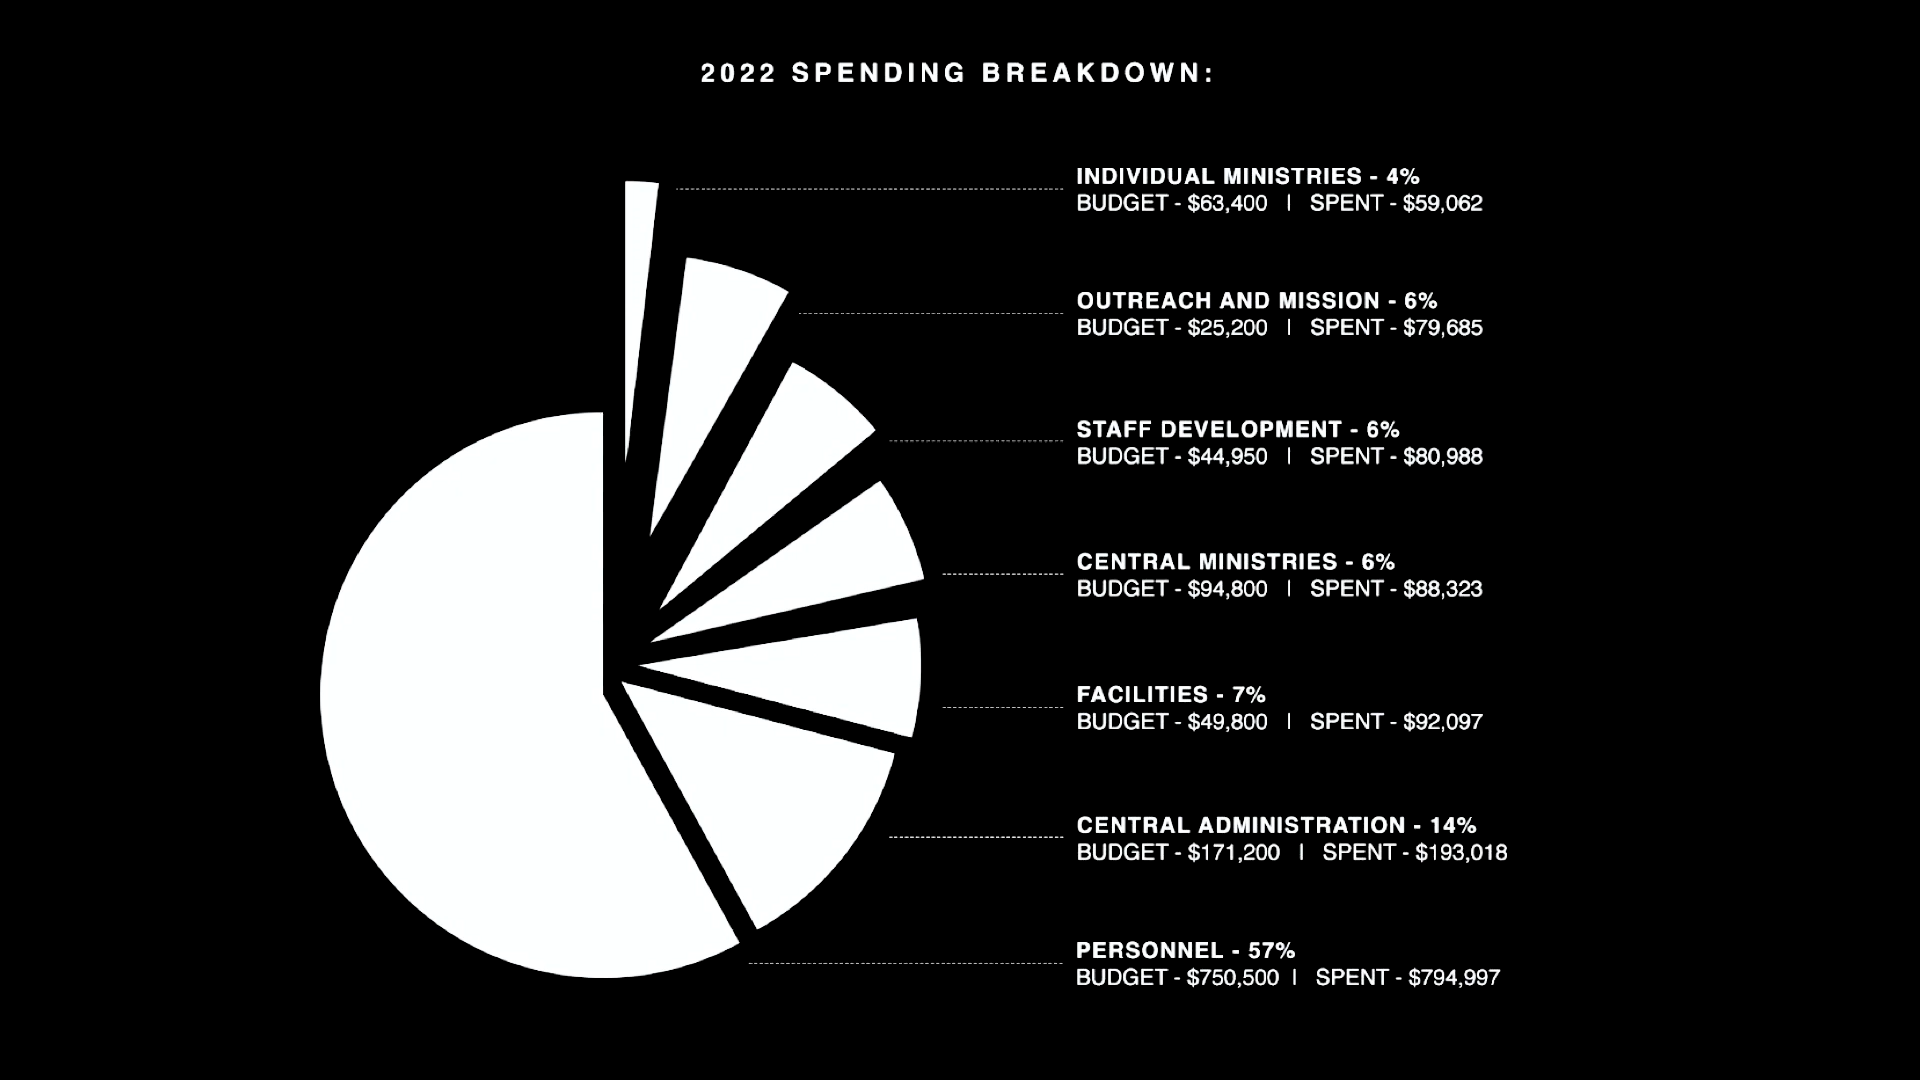 2022 SPENDING BREAKDOWN:
INDIVIDUAL MINISTRIES - 4%
BUDGET - $63,400 | SPENT - $59,062
OUTREACH AND MISSION - 6%
BUDGET - $25,200 | SPENT - $79,685
STAFF DEVELOPMENT - 6%
BUDGET - $44,950 | SPENT - $80,988
CENTRAL MINISTRIES - 6%
BUDGET - $94,800 | SPENT - $88,323
FACILITIES - 7%
BUDGET - $49,800 | SPENT - $92,097
CENTRAL ADMINISTRATION - 14%
BUDGET - $171,200 | SPENT - $193,018
PERSONNEL - 57%
BUDGET - $750,500 | SPENT - $794,997